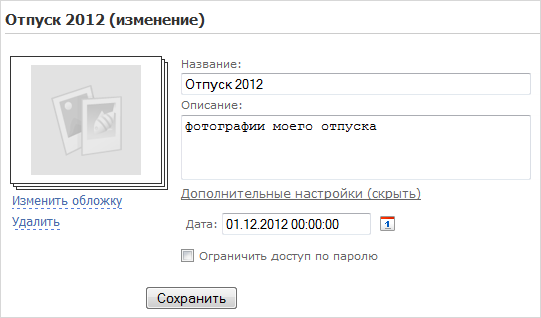 Отпуск 2012 (изменение)
Название:
Отпуск 2012
Описание:
фотографии моего отпуска
Изменить обложку
Удалить
Дополнительные настройки (скрыть)
Дата: 01.12.2012 00:00:00 1
Ограничить доступ по паролю
Сохранить